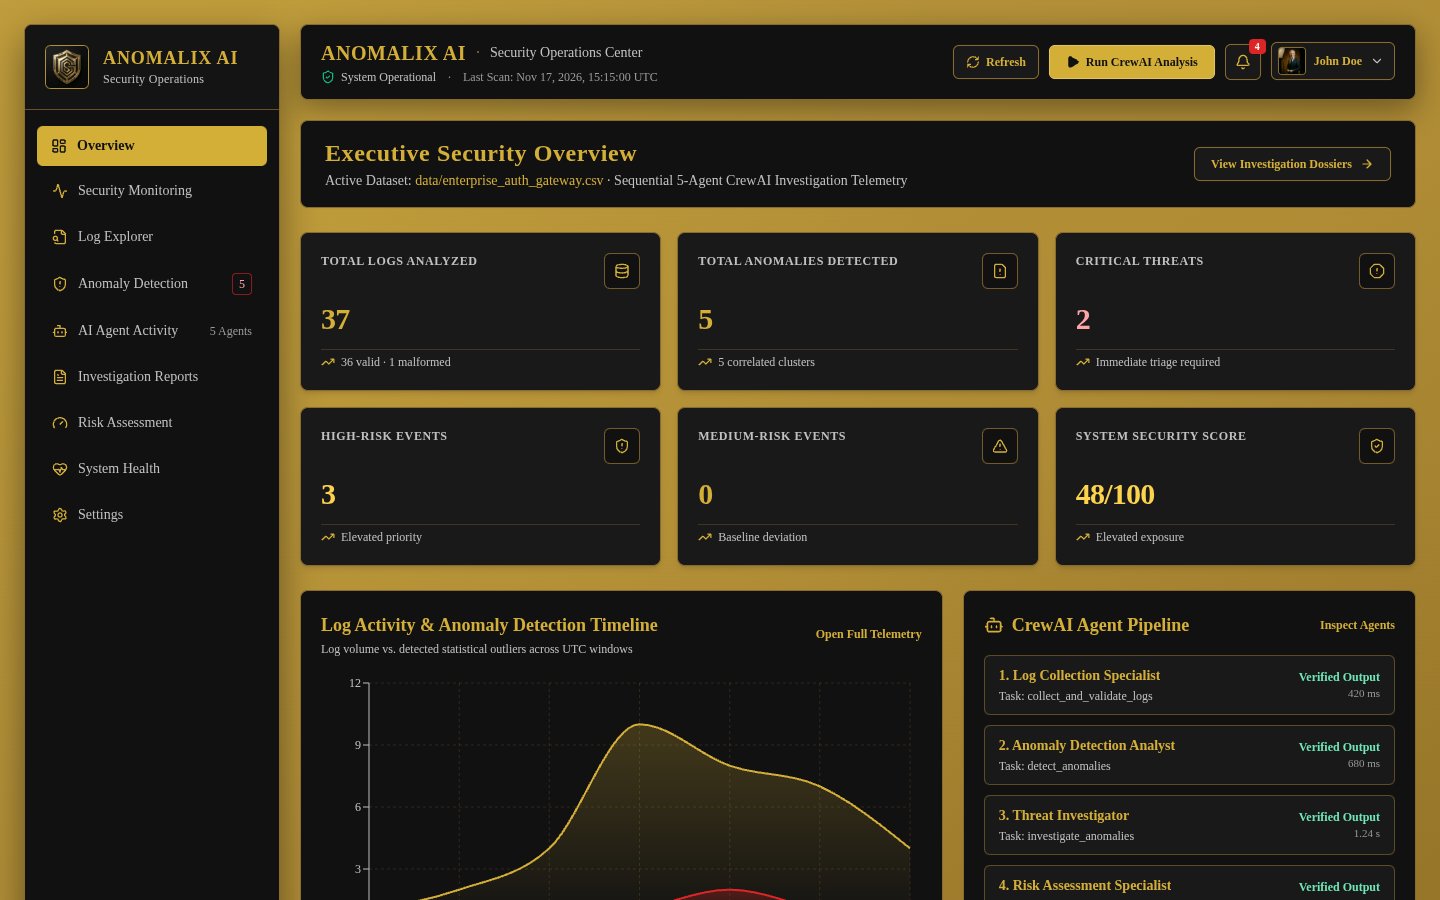 ANOMALIX AI
Security Operations
Overview
Security Monitoring
Log Explorer
Anomaly Detection 5
AI Agent Activity 5 Agents
Investigation Reports
Risk Assessment
System Health
Settings
ANOMALIX AI · Security Operations Center
System Operational · Last Scan: Nov 17, 2026, 15:15:00 UTC
Refresh
Run CrewAI Analysis
4
John Doe
Executive Security Overview
Active Dataset: data/enterprise_auth_gateway.csv · Sequential 5-Agent CrewAI Investigation Telemetry
View Investigation Dossiers
TOTAL LOGS ANALYZED
37
36 valid · 1 malformed
TOTAL ANOMALIES DETECTED
5
5 correlated clusters
CRITICAL THREATS
2
Immediate triage required
HIGH-RISK EVENTS
3
Elevated priority
MEDIUM-RISK EVENTS
0
Baseline deviation
SYSTEM SECURITY SCORE
48/100
Elevated exposure
Log Activity & Anomaly Detection Timeline
Log volume vs. detected statistical outliers across UTC windows
Open Full Telemetry
12
9
6
3
CrewAI Agent Pipeline
Inspect Agents
1. Log Collection Specialist
Task: collect_and_validate_logs
Verified Output
420 ms
2. Anomaly Detection Analyst
Task: detect_anomalies
Verified Output
680 ms
3. Threat Investigator
Task: investigate_anomalies
Verified Output
1.24 s
4. Risk Assessment Specialist
Verified Output